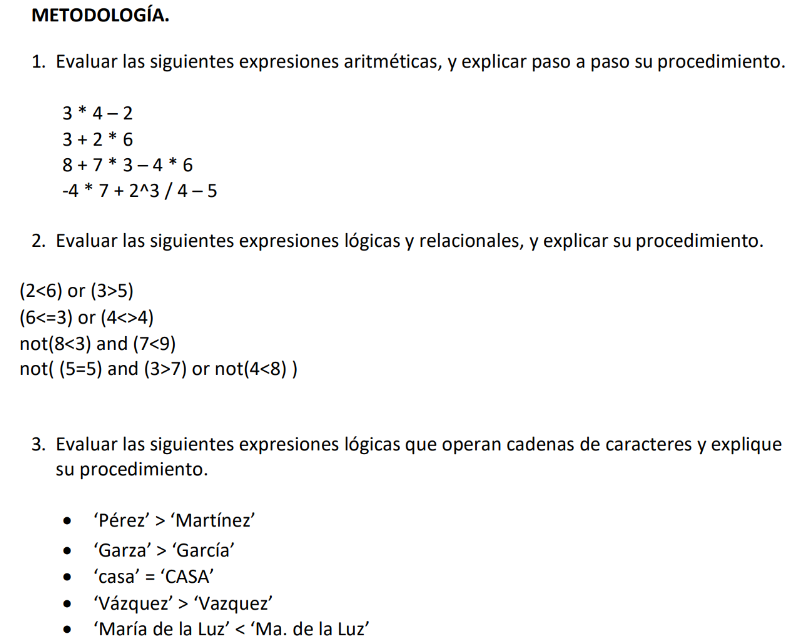 METODOLOGÍA.
1. Evaluar las siguientes expresiones aritméticas, y explicar paso a paso su procedimiento.
3 * 4 – 2
3 + 2 * 6
8 + 7 * 3 – 4 * 6
-4 * 7 + 2^3 / 4 – 5
2. Evaluar las siguientes expresiones lógicas y relacionales, y explicar su procedimiento.
(2<6) or (3>5)
(6<=3) or (4<>4)
not(8<3) and (7<9)
not( (5=5) and (3>7) or not(4<8) )
3. Evaluar las siguientes expresiones lógicas que operan cadenas de caracteres y explique
su procedimiento.
• ‘Pérez’ > ‘Martínez’
• ‘Garza’ > ‘García’
• ‘casa’ = ‘CASA’
• ‘Vázquez’ > ‘Vazquez’
• ‘María de la Luz’ < ‘Ma. de la Luz’